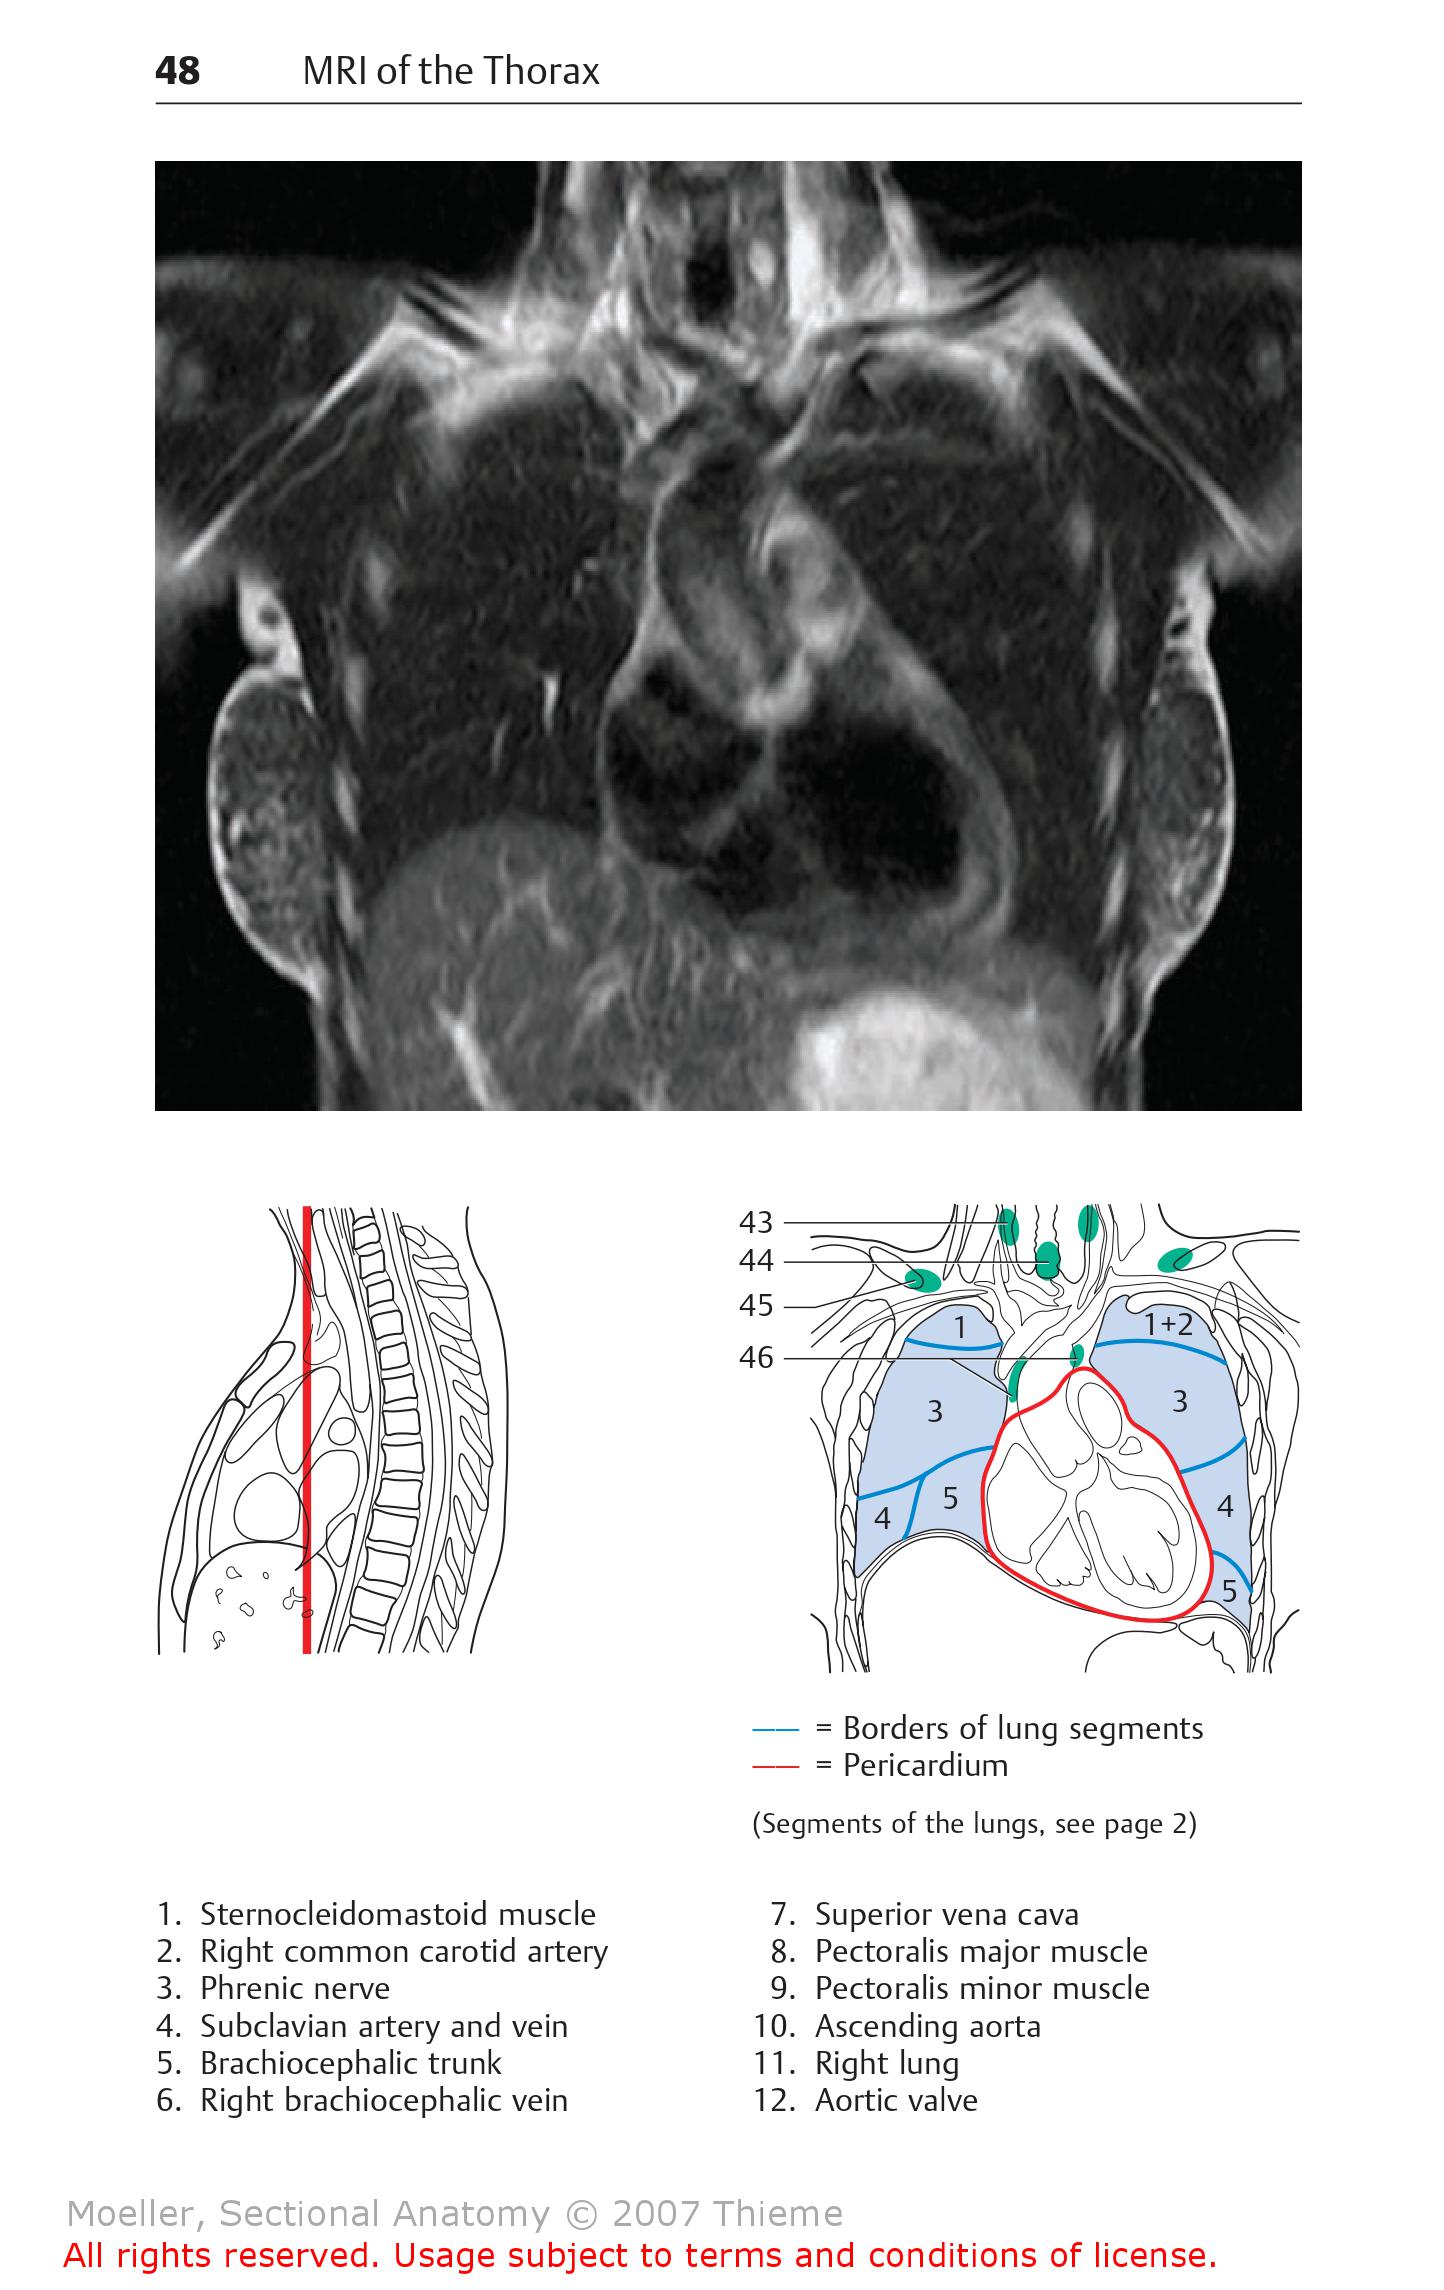 48 MRI of the Thorax
43
44
45
46
1
1+2
3
3
5
4
4
5
—— = Borders of lung segments
—— = Pericardium
(Segments of the lungs, see page 2)
1. Sternocleidomastoid muscle
2. Right common carotid artery
3. Phrenic nerve
4. Subclavian artery and vein
5. Brachiocephalic trunk
6. Right brachiocephalic vein
7. Superior vena cava
8. Pectoralis major muscle
9. Pectoralis minor muscle
10. Ascending aorta
11. Right lung
12. Aortic valve
Moeller, Sectional Anatomy © 2007 Thieme
All rights reserved. Usage subject to terms and conditions of license.